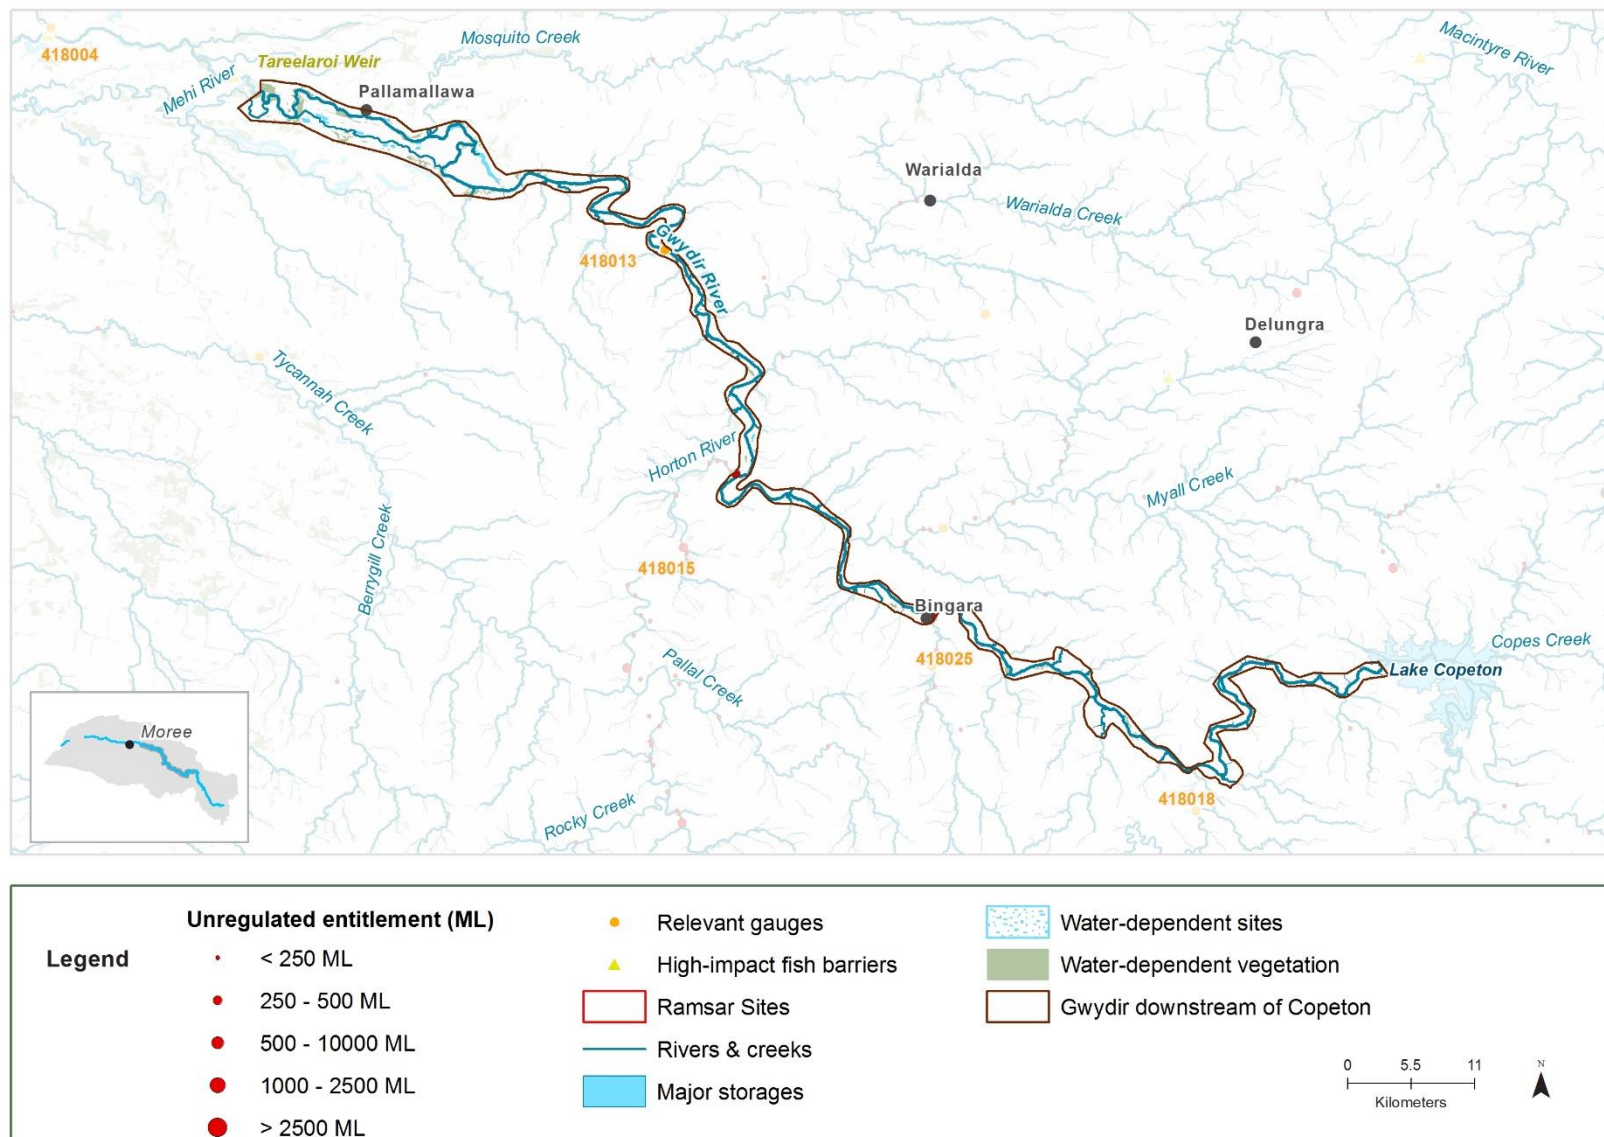 Mosquito Creek
Macintyre River
418004
Tareelaroi Weir
Mehi River
Pallamallawa
Warialda
Warialda Creek
Gwydir River
418013
Delungra
Tycannah Creek
Horton River
Myall Creek
Berrygill Creek
418015
Bingara
418025
Copes Creek
Lake Copeton
Pallal Creek
Moree
418018
Rocky Creek
Legend
Unregulated entitlement (ML)
< 250 ML
250 - 500 ML
500 - 10000 ML
1000 - 2500 ML
> 2500 ML
Relevant gauges
High-impact fish barriers
Ramsar Sites
Rivers & creeks
Major storages
Water-dependent sites
Water-dependent vegetation
Gwydir downstream of Copeton
0 5.5 11
Kilometers
N